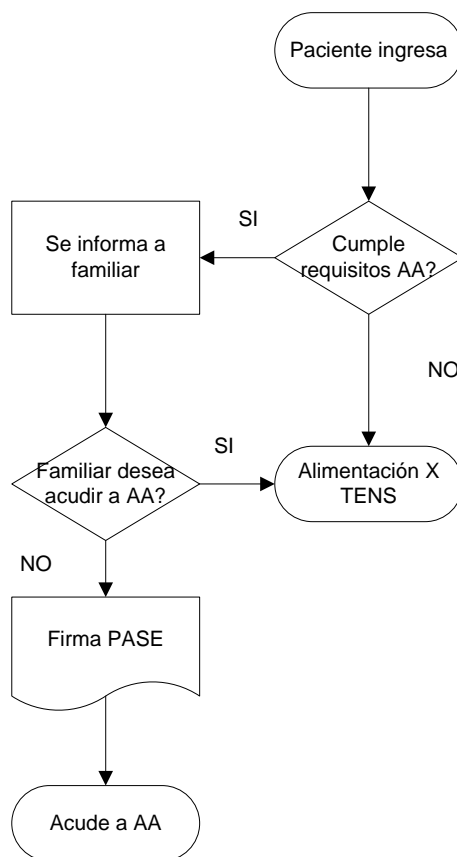 Paciente ingresa
SI
Cumple
requisitos AA?
Se informa a
familiar
NO
SI
Familiar desea
acudir a AA?
Alimentación X
TENS
NO
Firma PASE
Acude a AA